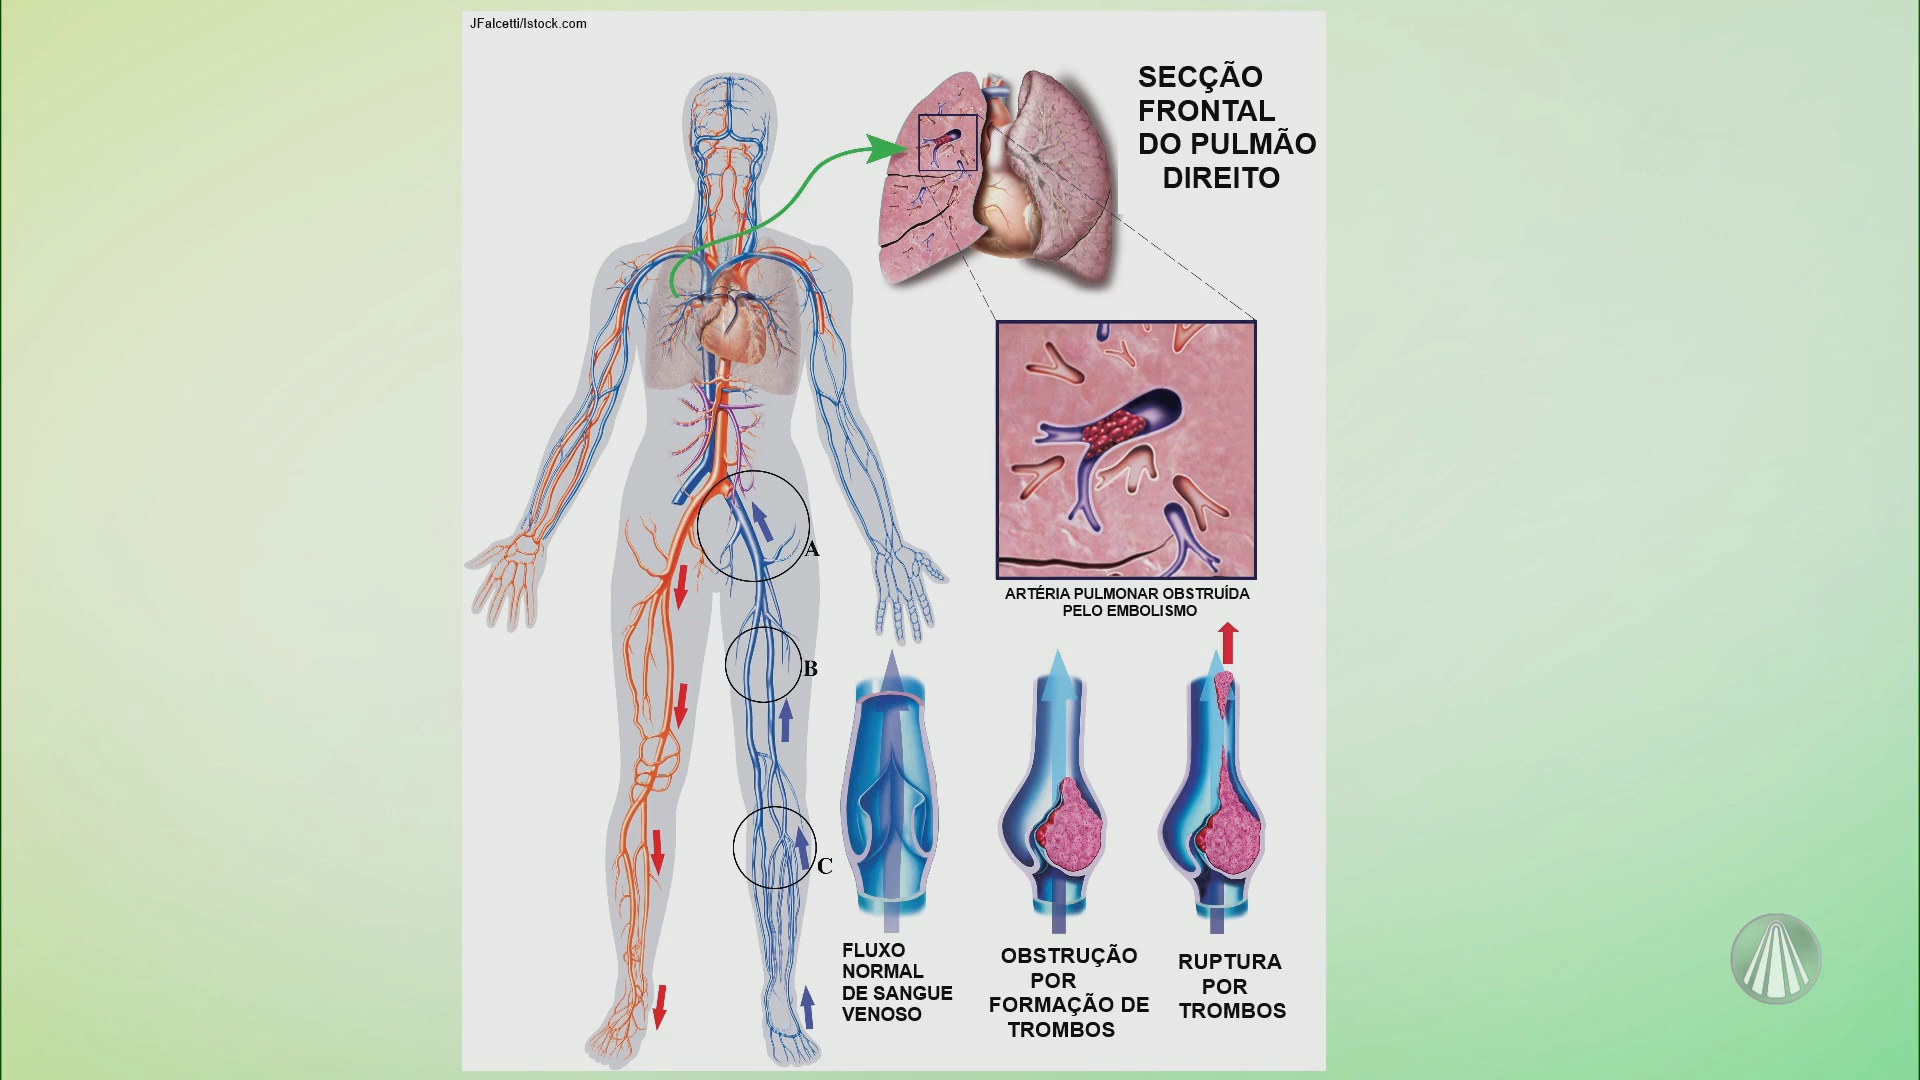 JFalcetti/Istock.com
SECÇÃO
FRONTAL
DO PULMÃO
DIREITO
A
B
C
ARTÉRIA PULMONAR OBSTRUÍDA
PELO EMBOLISMO
FLUXO
NORMAL
DE SANGUE
VENOSO
OBSTRUÇÃO
POR
FORMAÇÃO DE
TROMBOS
RUPTURA
POR
TROMBOS